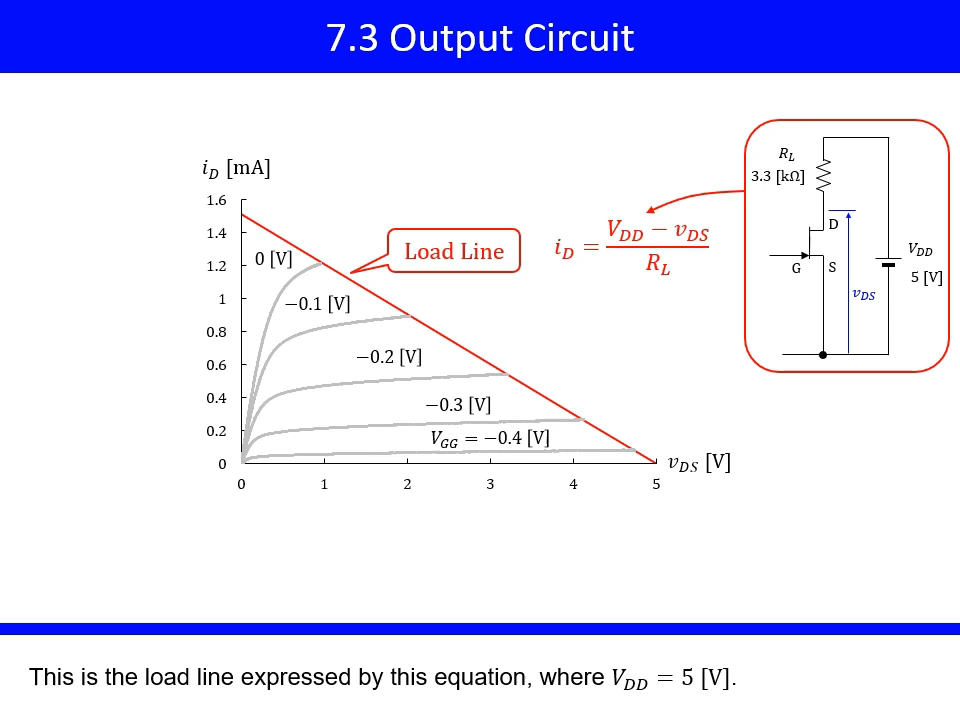 7.3 Output Circuit
i_D [mA]
1.6
1.4
1.2
1
0.8
0.6
0.4
0.2
0
0 1 2 3 4 5
v_DS [V]
0 [V]
−0.1 [V]
−0.2 [V]
−0.3 [V]
V_GG = −0.4 [V]
Load Line
i_D = (V_DD − v_DS) / R_L
R_L
3.3 [kΩ]
D
G
S
v_DS
V_DD
5 [V]
This is the load line expressed by this equation, where V_DD = 5 [V].